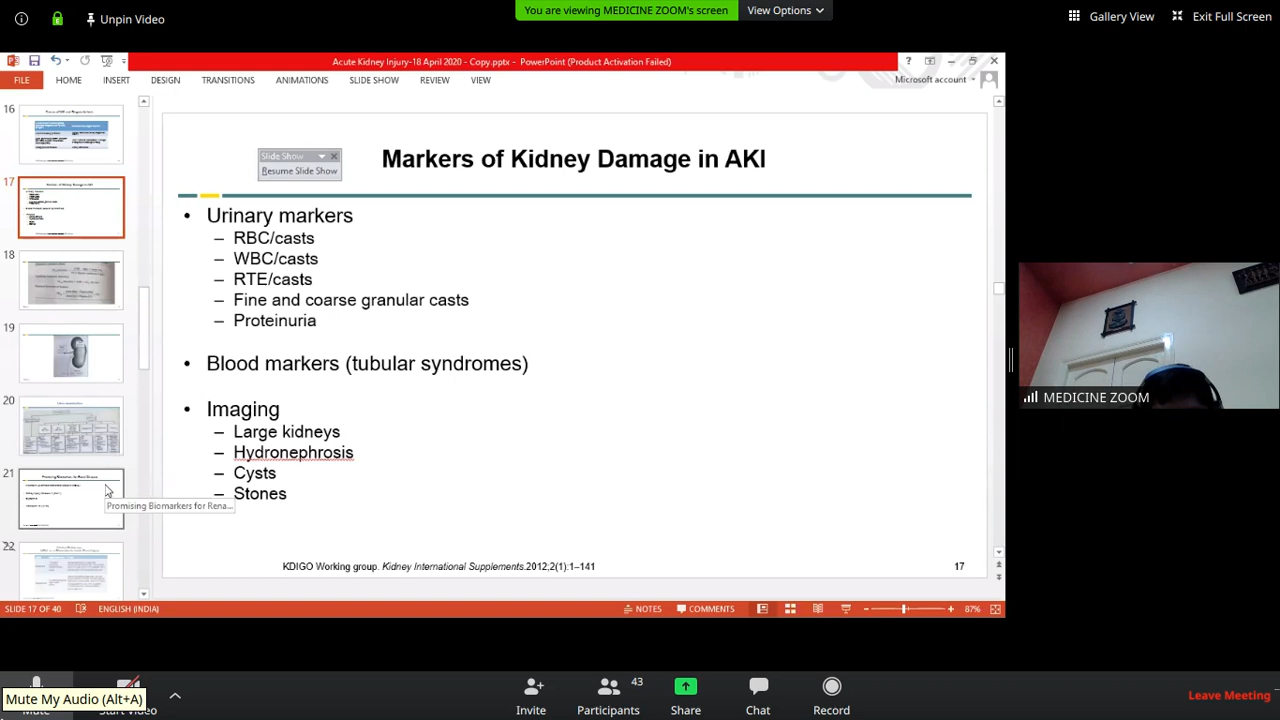 Unpin Video
You are viewing MEDICINE ZOOM's screen
View Options
Gallery View
Exit Full Screen
Acute Kidney Injury-18 April 2020 - Copy.pptx - PowerPoint (Product Activation Failed)
FILE HOME INSERT DESIGN TRANSITIONS ANIMATIONS SLIDE SHOW REVIEW VIEW
Microsoft account
16
17
18
19
20
21
22
Promising Biomarkers for Rena...
Slide Show
Resume Slide Show
Markers of Kidney Damage in AKI
• Urinary markers
– RBC/casts
– WBC/casts
– RTE/casts
– Fine and coarse granular casts
– Proteinuria
• Blood markers (tubular syndromes)
• Imaging
– Large kidneys
– Hydronephrosis
– Cysts
– Stones
KDIGO Working group. Kidney International Supplements.2012;2(1):1–141
17
MEDICINE ZOOM
SLIDE 17 OF 40 ENGLISH (INDIA)
NOTES COMMENTS 87%
Mute My Audio (Alt+A)
Mute
Start Video
Invite
Participants 43
Share
Chat
Record
Leave Meeting